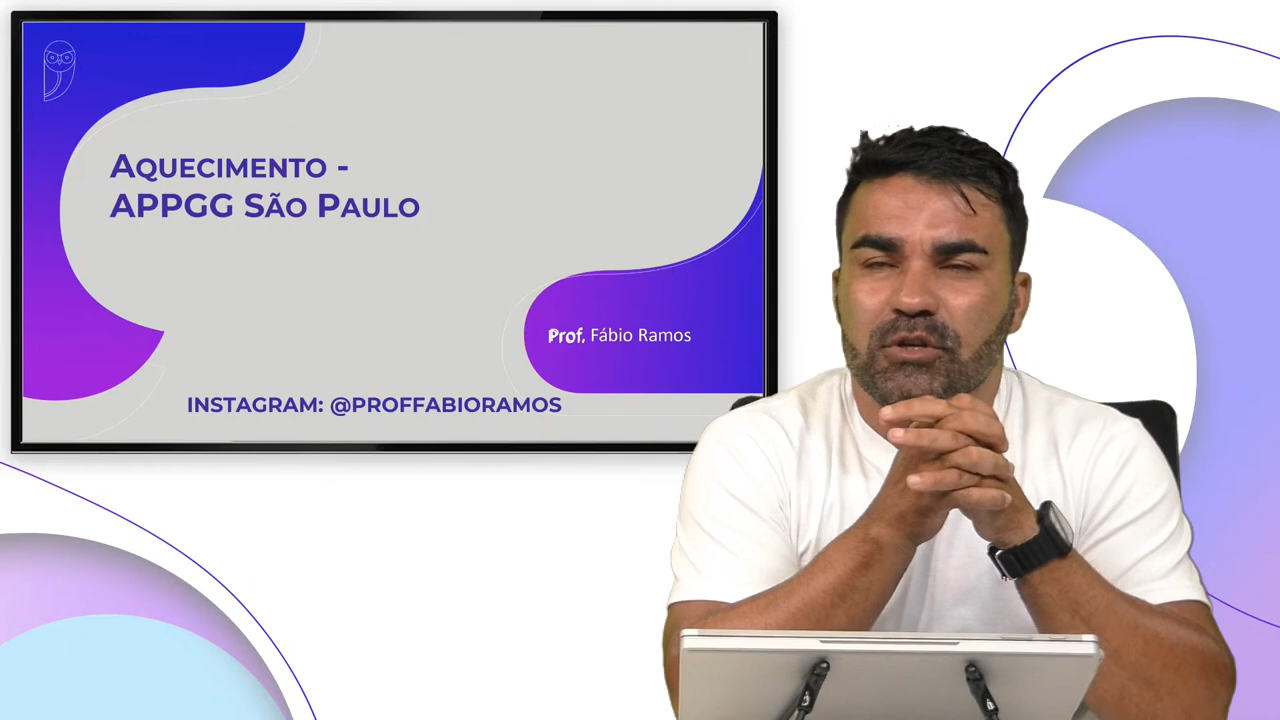 AQUECIMENTO -
APPGG SÃO PAULO
Prof. Fábio Ramos
INSTAGRAM: @PROFFABIORAMOS